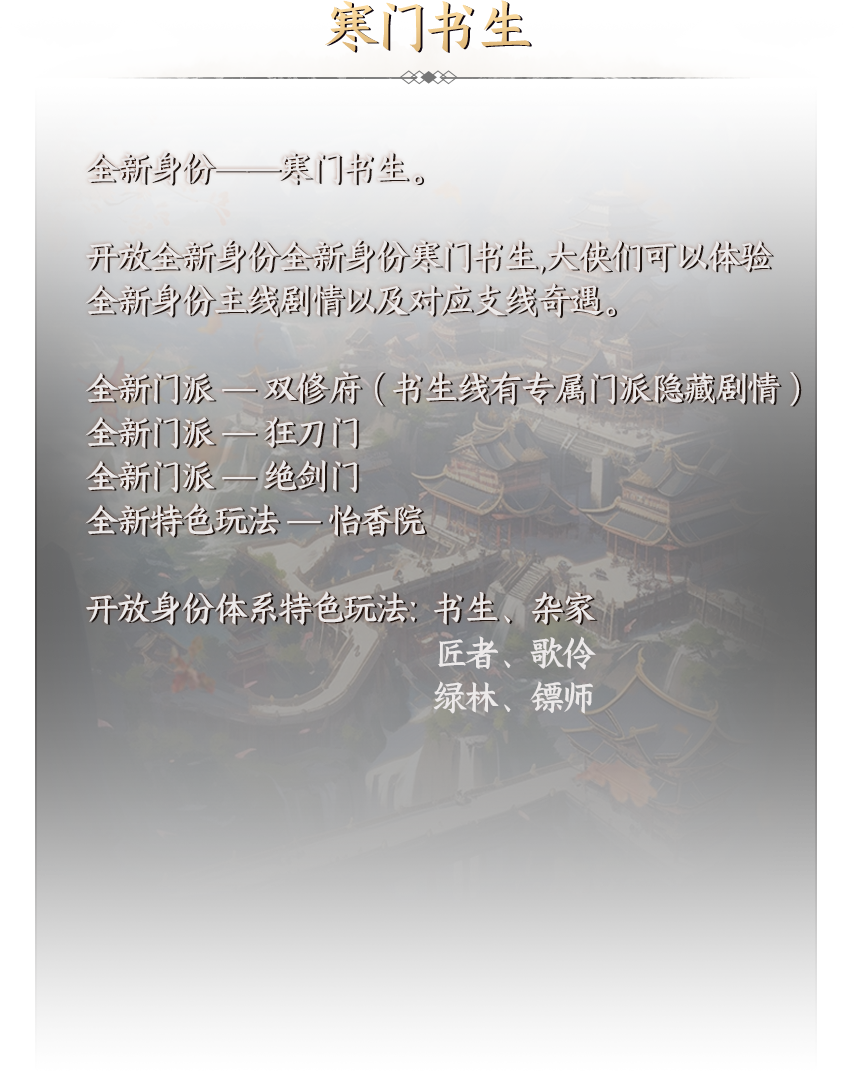 寒门书生
全新身份——寒门书生。
开放全新身份全新身份寒门书生,大侠们可以体验
全新身份主线剧情以及对应支线奇遇。
全新门派 — 双修府（书生线有专属门派隐藏剧情）
全新门派 — 狂刀门
全新门派 — 绝剑门
全新特色玩法 — 怡香院
开放身份体系特色玩法: 书生、杂家
匠者、歌伶
绿林、镖师